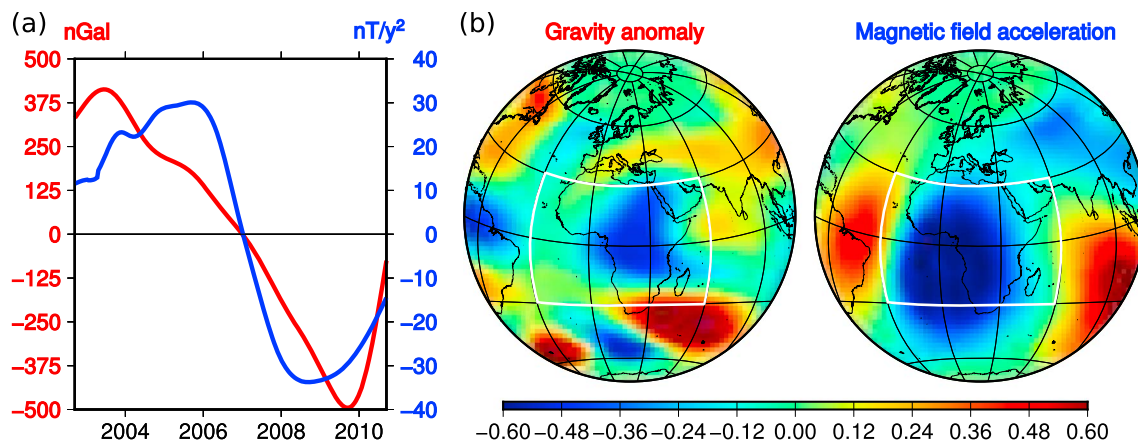 (a)
nGal
nT/y²
500
375
250
125
0
−125
−250
−375
−500
40
30
20
10
0
−10
−20
−30
−40
2004 2006 2008 2010
(b)
Gravity anomaly
Magnetic field acceleration
−0.60 −0.48 −0.36 −0.24 −0.12 0.00 0.12 0.24 0.36 0.48 0.60